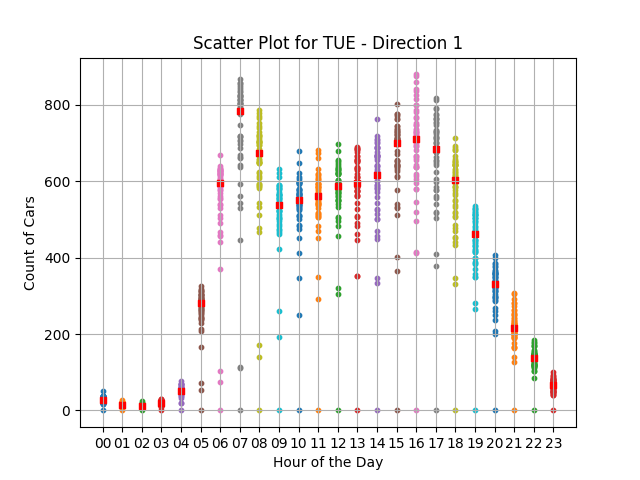 Scatter Plot for TUE - Direction 1
Count of Cars
800
600
400
200
0
00 01 02 03 04 05 06 07 08 09 10 11 12 13 14 15 16 17 18 19 20 21 22 23
Hour of the Day